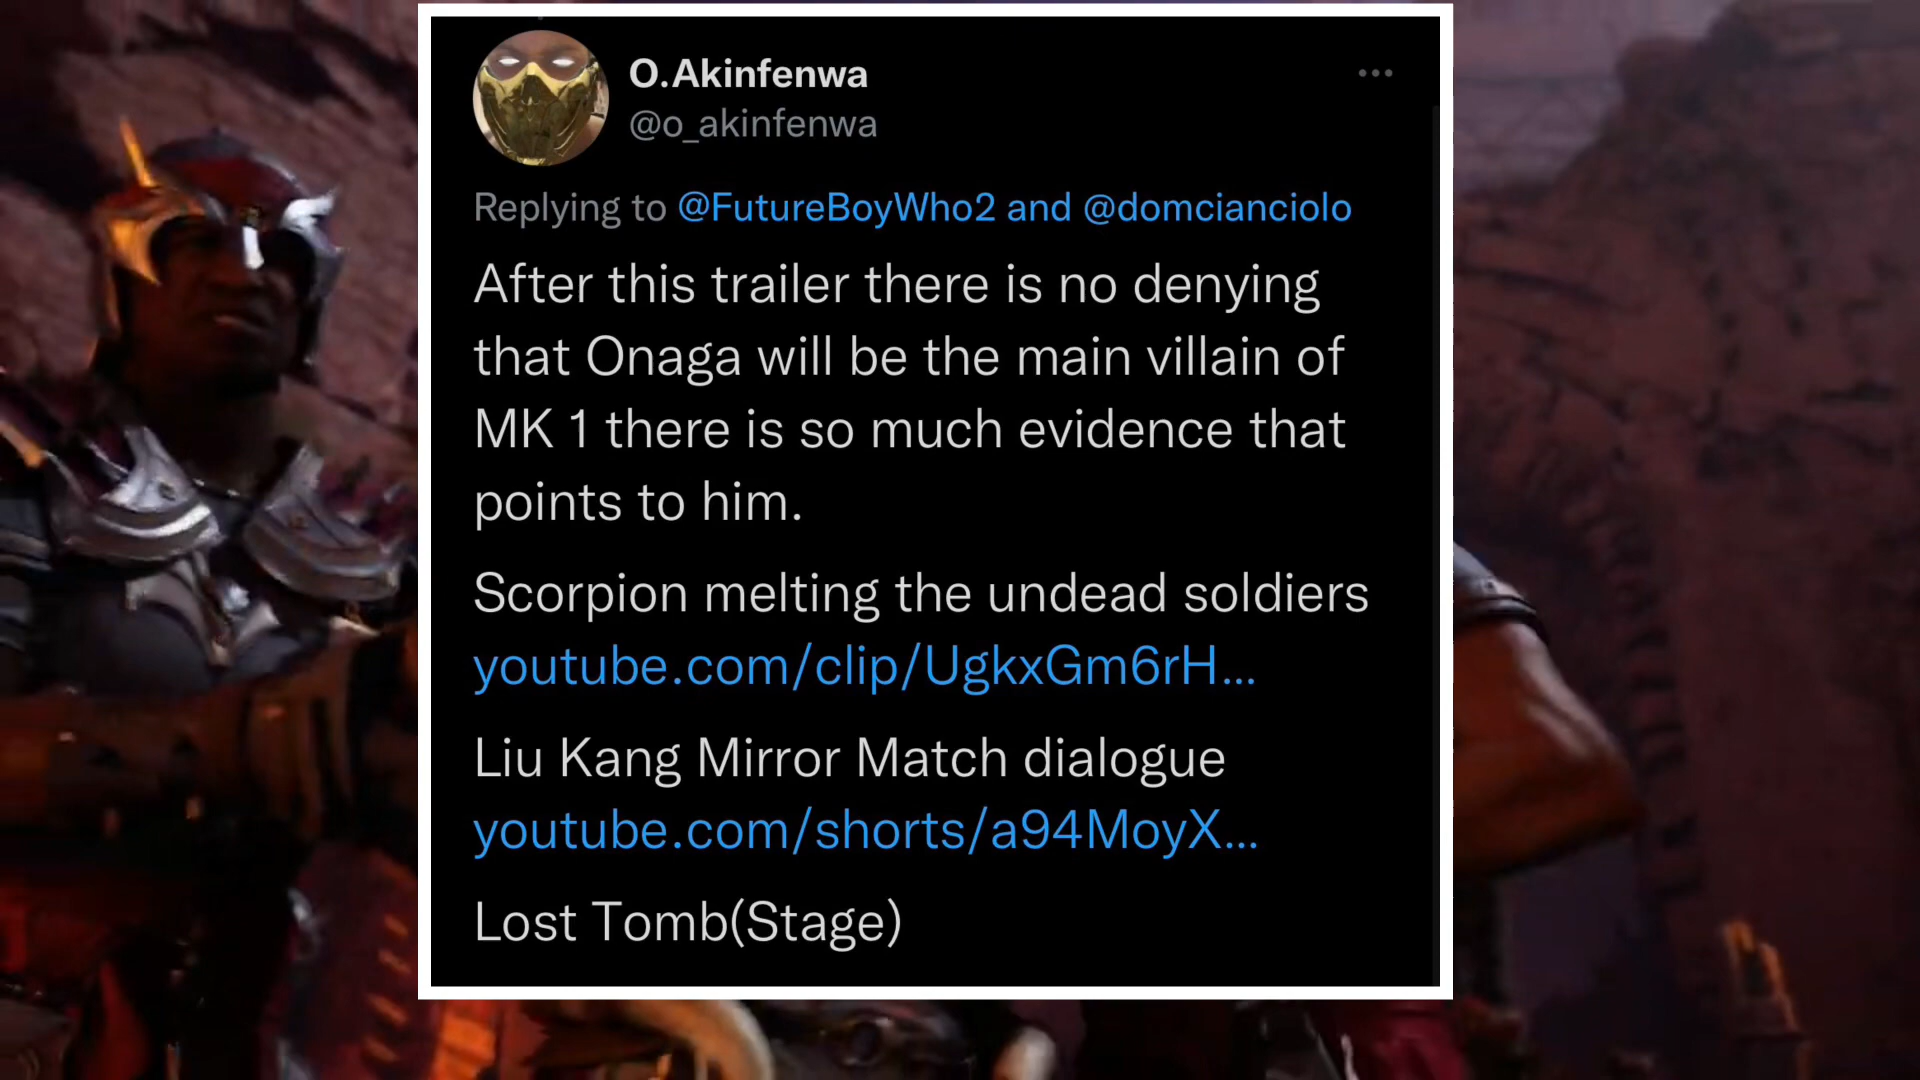 O.Akinfenwa
@o_akinfenwa
Replying to @FutureBoyWho2 and @domcianciolo
After this trailer there is no denying
that Onaga will be the main villain of
MK 1 there is so much evidence that
points to him.
Scorpion melting the undead soldiers
youtube.com/clip/UgkxGm6rH...
Liu Kang Mirror Match dialogue
youtube.com/shorts/a94MoyX...
Lost Tomb(Stage)